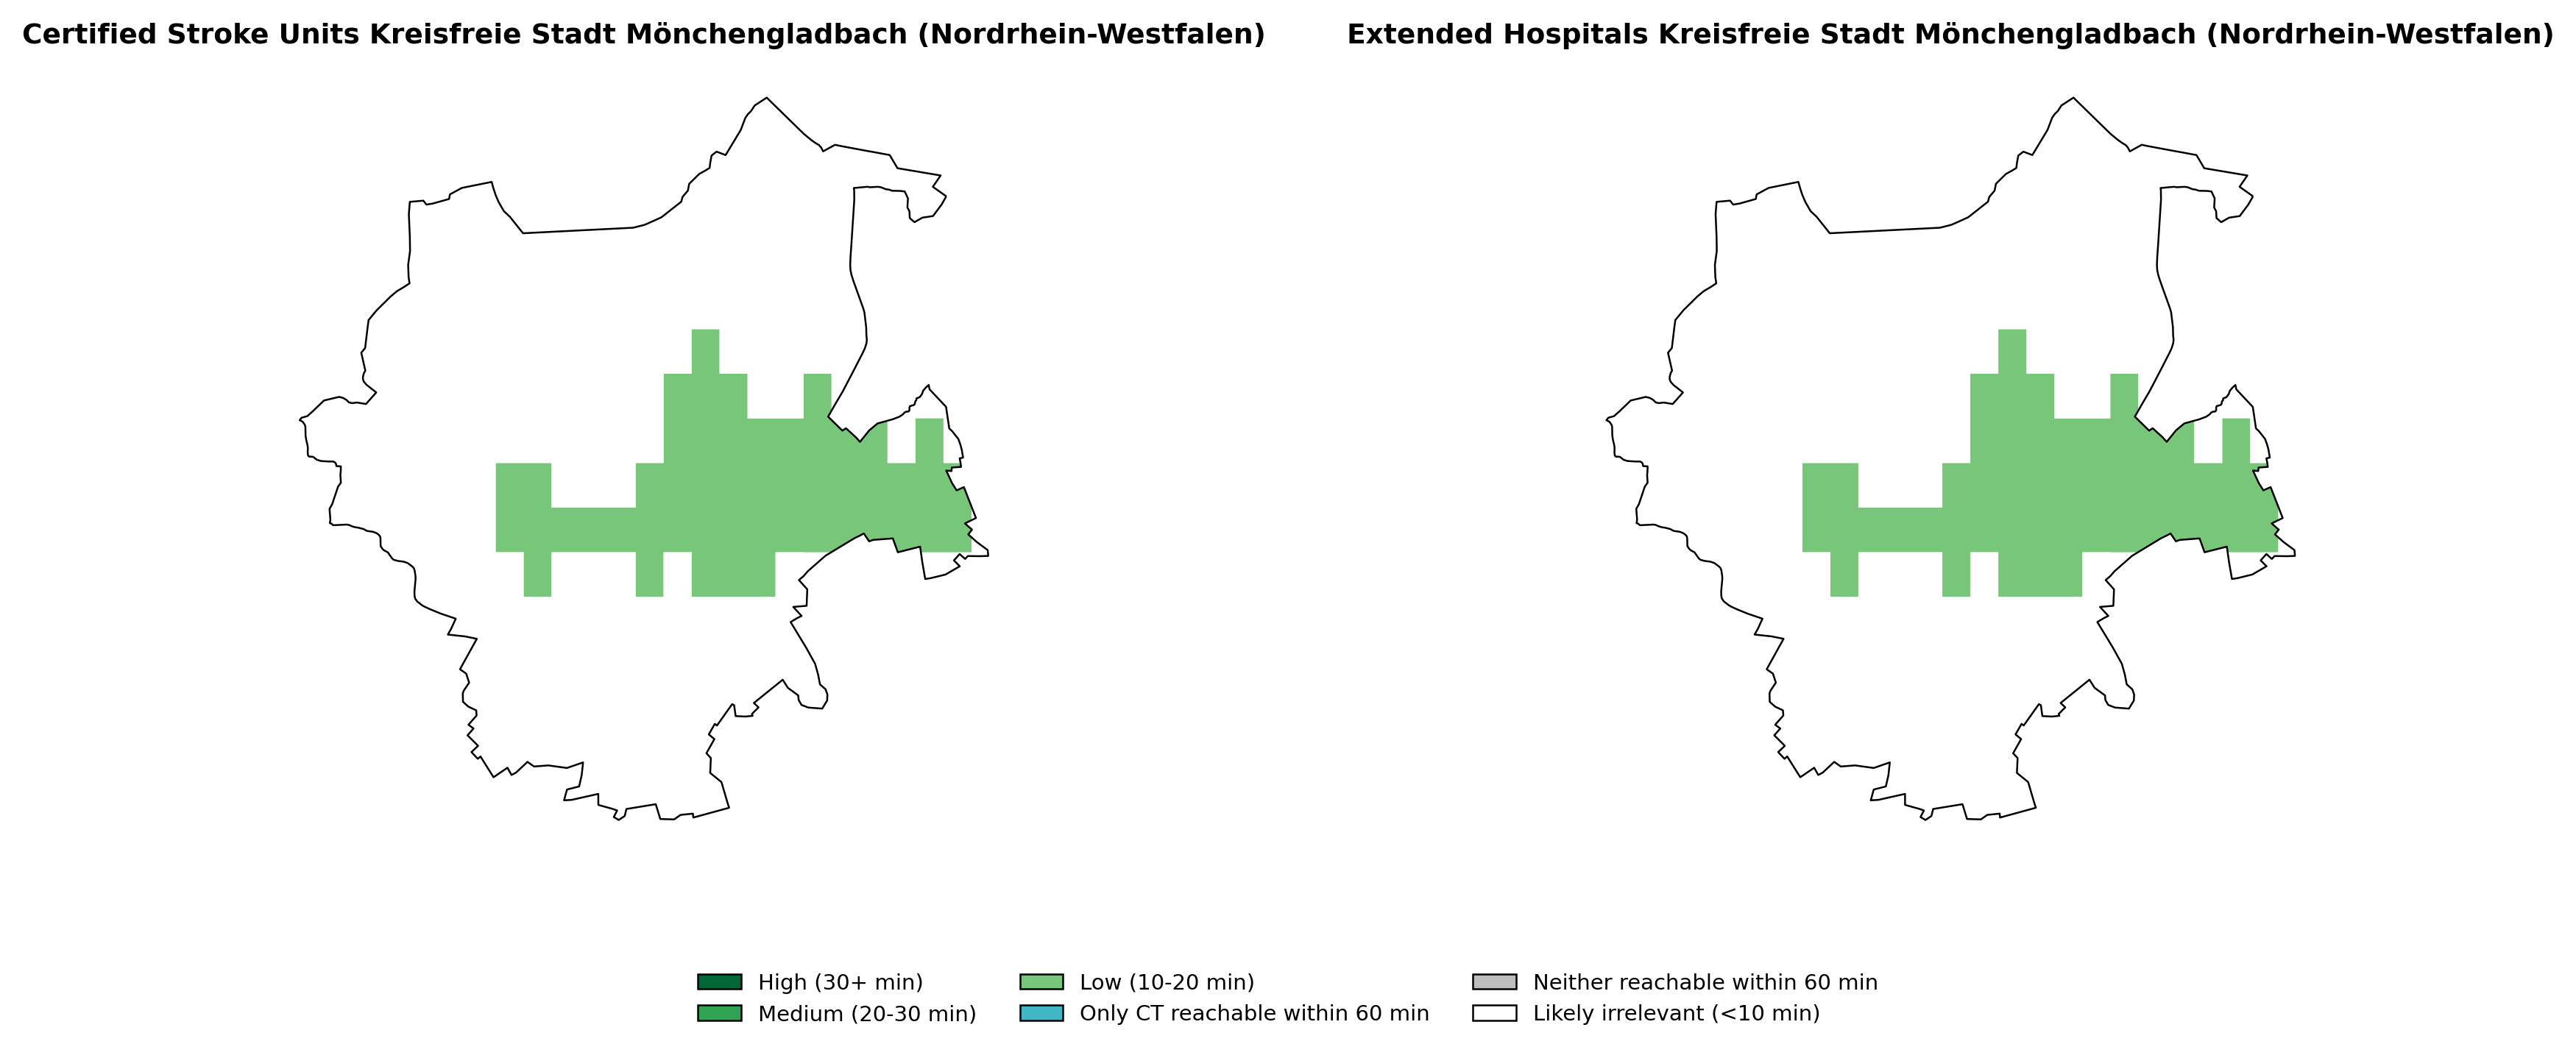 Certified Stroke Units Kreisfreie Stadt Mönchengladbach (Nordrhein-Westfalen)
Extended Hospitals Kreisfreie Stadt Mönchengladbach (Nordrhein-Westfalen)
High (30+ min)
Medium (20-30 min)
Low (10-20 min)
Only CT reachable within 60 min
Neither reachable within 60 min
Likely irrelevant (<10 min)